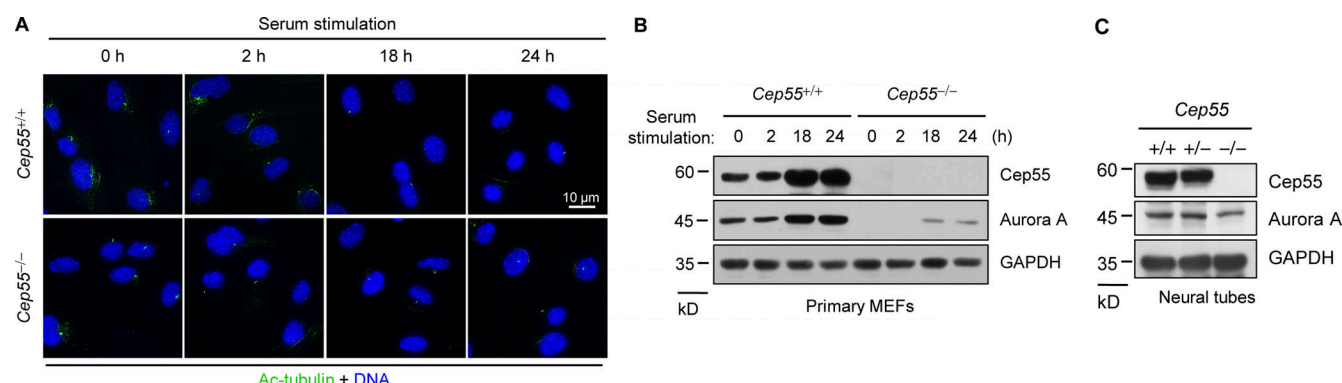 A
Serum stimulation
0 h 2 h 18 h 24 h
Cep55+/+
10 µm
Cep55−/−
Ac-tubulin + DNA
B
Cep55+/+ Cep55−/−
Serum
stimulation: 0 2 18 24 0 2 18 24 (h)
60 Cep55
45 Aurora A
35 GAPDH
kD Primary MEFs
C
Cep55
+/+ +/− −/−
60 Cep55
45 Aurora A
35 GAPDH
kD Neural tubes